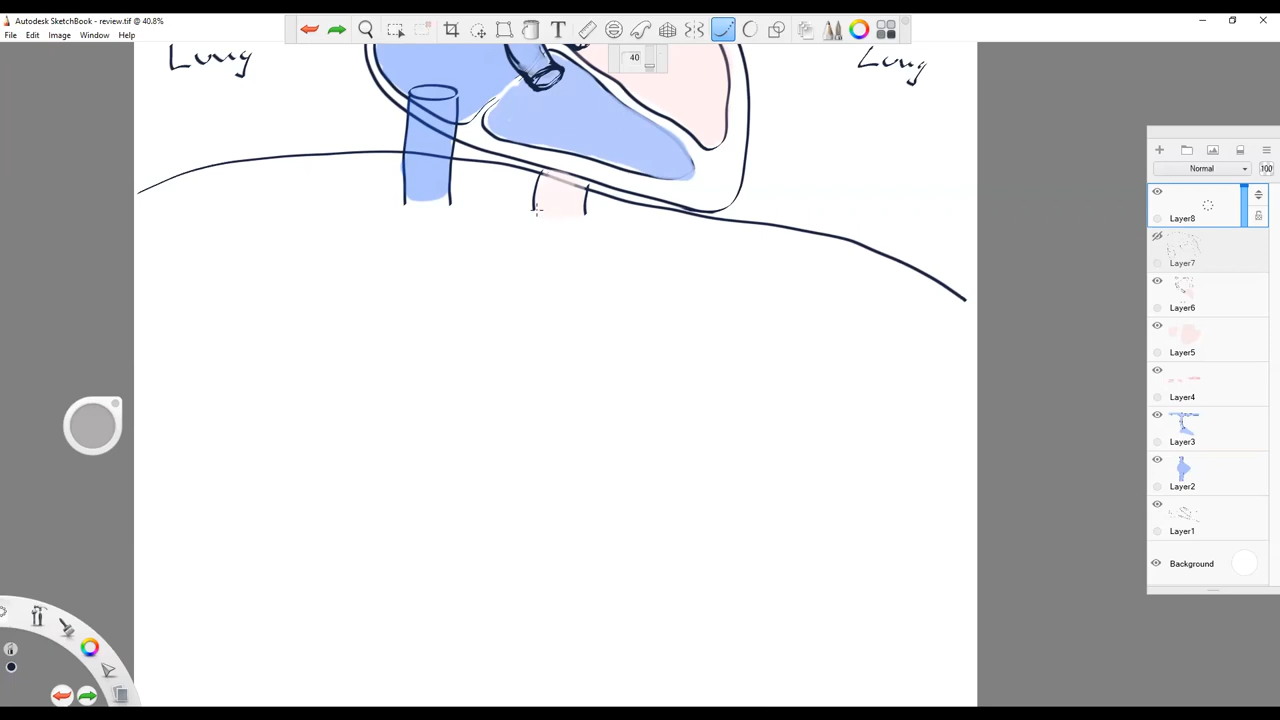 Autodesk SketchBook - review.tif @ 40.8%
File Edit Image Window Help
T
40
Lung
Lung
Normal
100
Layer8
Layer7
Layer6
Layer5
Layer4
Layer3
Layer2
Layer1
Background